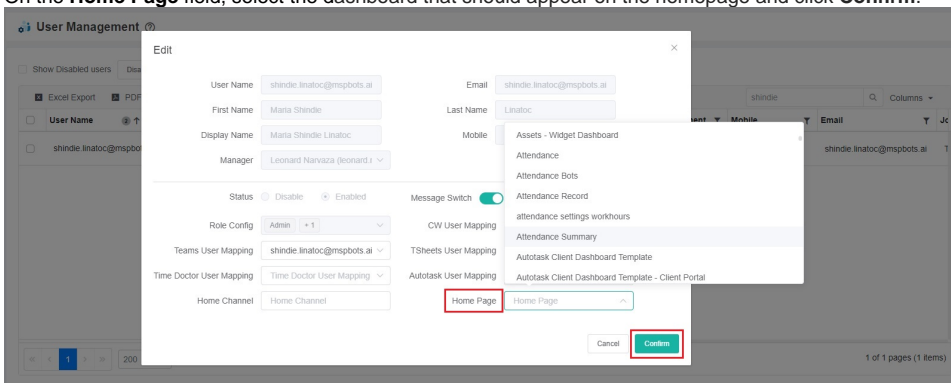 On the Home Page field, select the dashboard that should appear on the homepage and click Confirm.
User Management
Edit
Show Disabled users
User Name shindie.linatoc@mspbots.ai Email shindie.linatoc@mspbots.ai
Excel Export PDF
First Name Maria Shindie Last Name Linatoc
shindie Columns
User Name
Display Name Maria Shindie Linatoc Mobile
Mobile Email
shindie.linatoc@mspbot
Manager Leonard Narvaza (leonard.r
shindie.linatoc@mspbots.ai
Assets - Widget Dashboard
Attendance
Attendance Bots
Attendance Record
attendance settings workhours
Attendance Summary
Autotask Client Dashboard Template
Autotask Client Dashboard Template - Client Portal
Status Disable Enabled Message Switch
Role Config Admin + 1 CW User Mapping
Teams User Mapping shindie.linatoc@mspbots.ai TSheets User Mapping
Time Doctor User Mapping Time Doctor User Mapping Autotask User Mapping
Home Channel Home Channel Home Page Home Page
Cancel Confirm
1 200
1 of 1 pages (1 items)